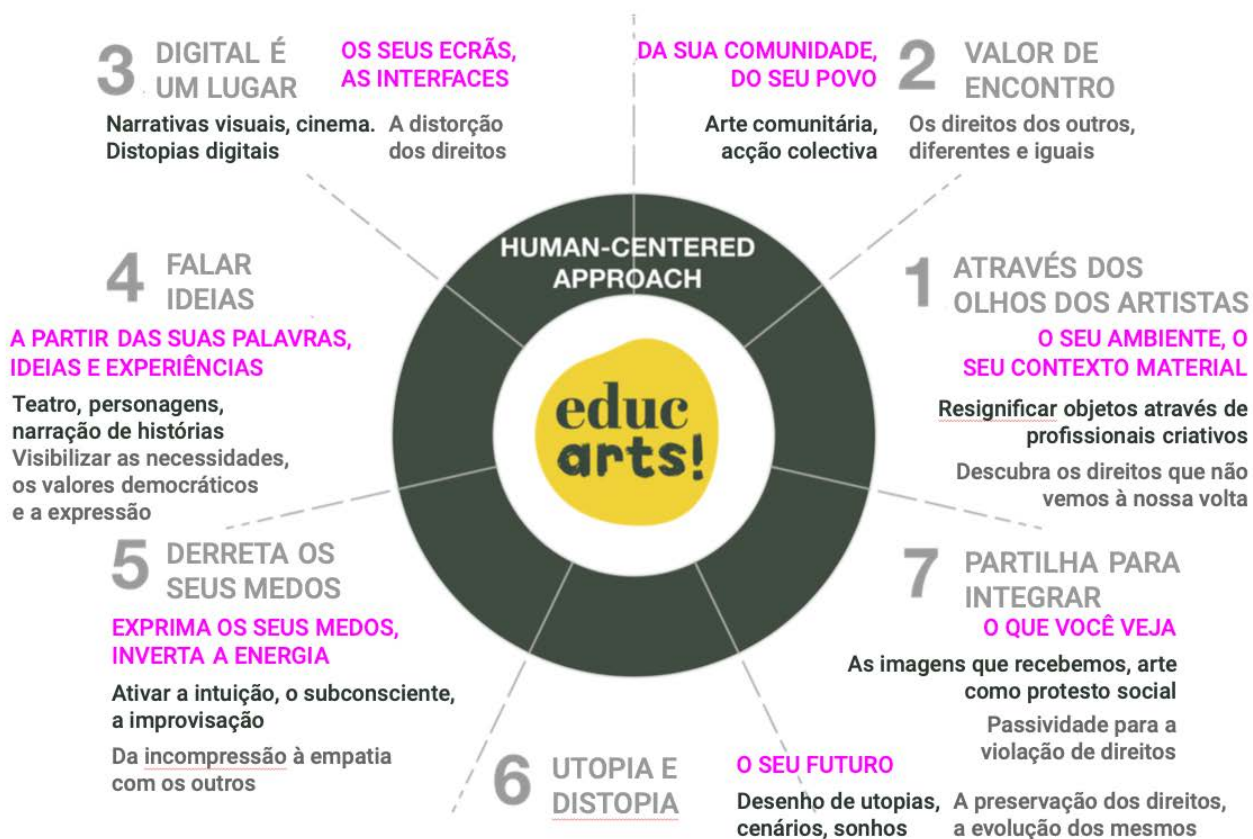 3 DIGITAL É
UM LUGAR
OS SEUS ECRÃS,
AS INTERFACES
Narrativas visuais, cinema.
Distopias digitais
A distorção
dos direitos
DA SUA COMUNIDADE,
DO SEU POVO
2 VALOR DE
ENCONTRO
Arte comunitária,
acção colectiva
Os direitos dos outros,
diferentes e iguais
HUMAN-CENTERED
APPROACH
educ
arts!
4 FALAR
IDEIAS
A PARTIR DAS SUAS PALAVRAS,
IDEIAS E EXPERIÊNCIAS
Teatro, personagens,
narração de histórias
Visibilizar as necessidades,
os valores democráticos
e a expressão
1 ATRAVÉS DOS
OLHOS DOS ARTISTAS
O SEU AMBIENTE, O
SEU CONTEXTO MATERIAL
Resignificar objetos através de
profissionais criativos
Descubra os direitos que não
vemos à nossa volta
5 DERRETA OS
SEUS MEDOS
EXPRIMA OS SEUS MEDOS,
INVERTA A ENERGIA
Ativar a intuição, o subconsciente,
a improvisação
Da incompressão à empatia
com os outros
7 PARTILHA PARA
INTEGRAR
O QUE VOCÊ VEJA
As imagens que recebemos, arte
como protesto social
Passividade para a
violação de direitos
6 UTOPIA E
DISTOPIA
O SEU FUTURO
Desenho de utopias,
cenários, sonhos
A preservação dos direitos,
a evolução dos mesmos